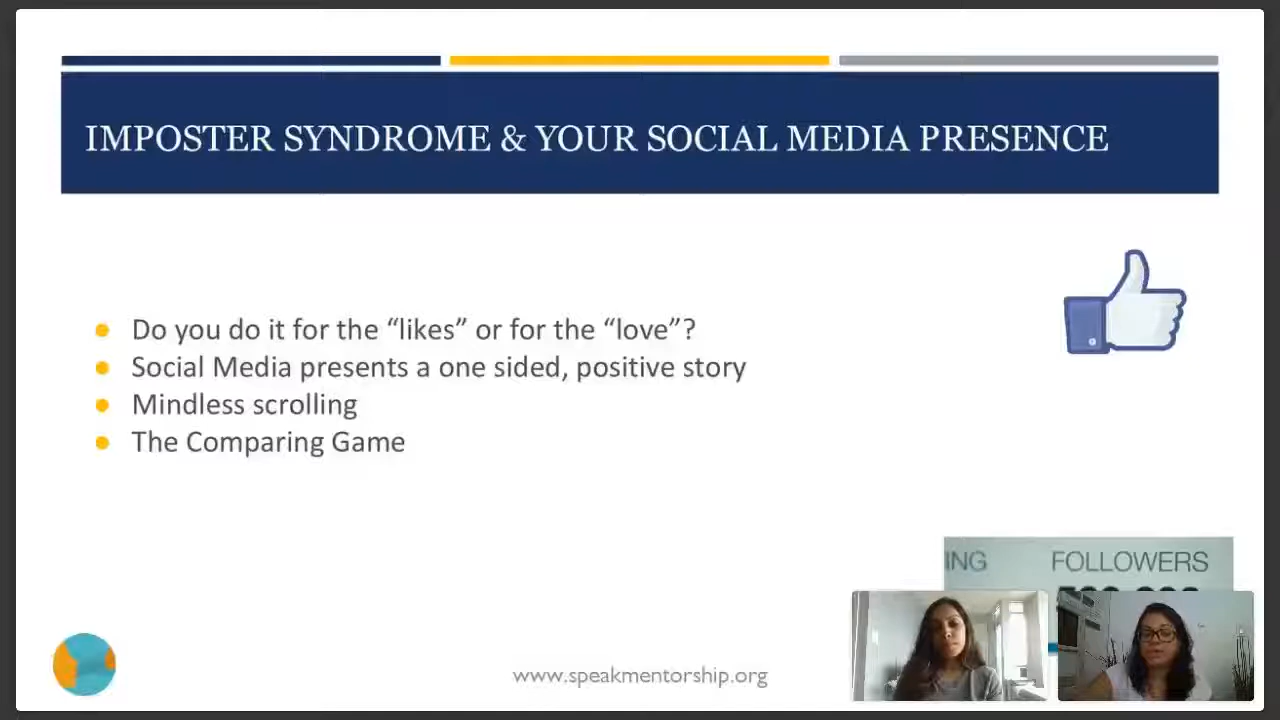 IMPOSTER SYNDROME & YOUR SOCIAL MEDIA PRESENCE
Do you do it for the “likes” or for the “love”?
Social Media presents a one sided, positive story
Mindless scrolling
The Comparing Game
ING FOLLOWERS
www.speakmentorship.org